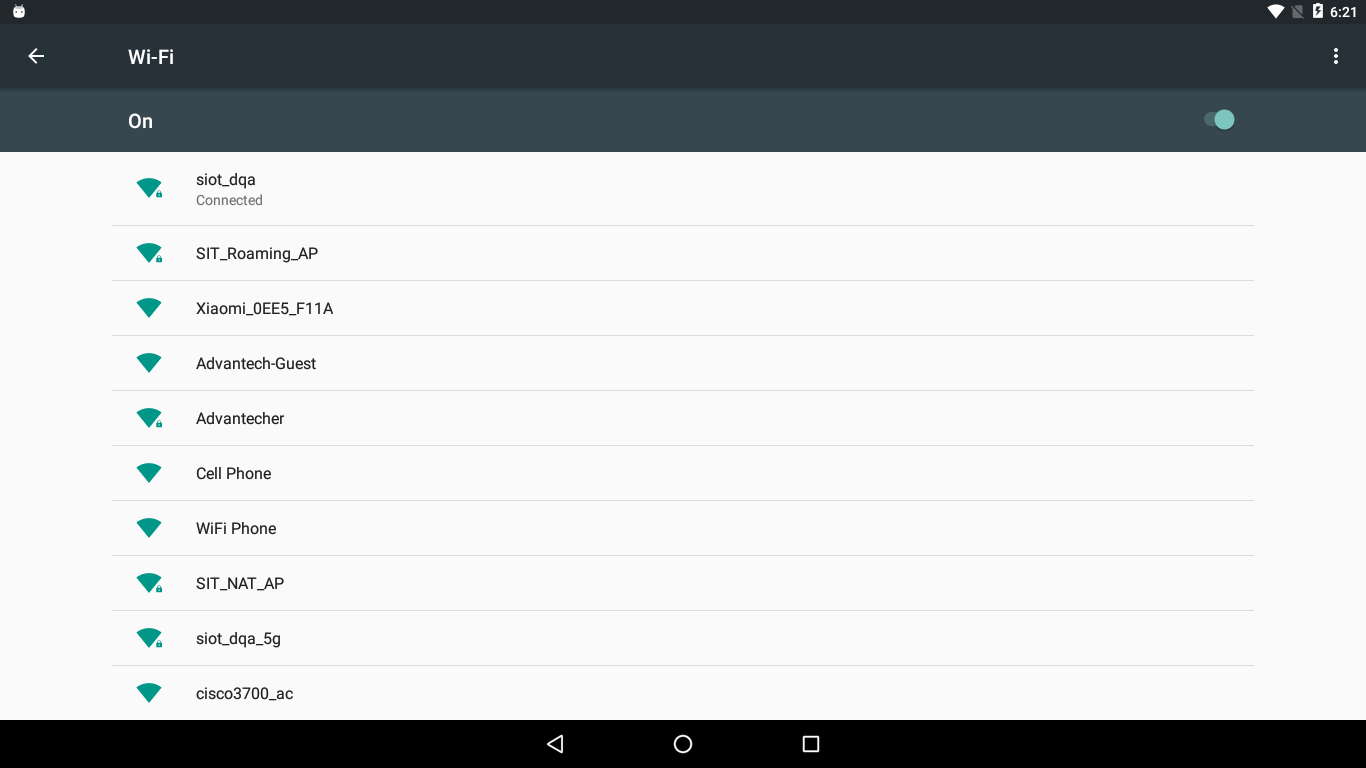 6:21
Wi-Fi
On
siot_dqa
Connected
SIT_Roaming_AP
Xiaomi_0EE5_F11A
Advantech-Guest
Advantecher
Cell Phone
WiFi Phone
SIT_NAT_AP
siot_dqa_5g
cisco3700_ac